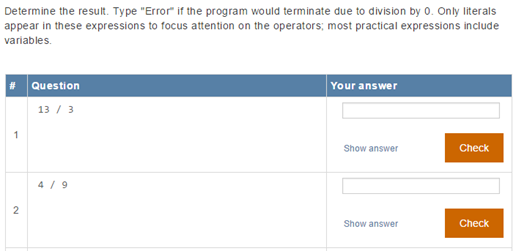 Determine the result. Type "Error" if the program would terminate due to division by 0. Only literals
appear in these expressions to focus attention on the operators; most practical expressions include
variables.
# Question Your answer
13 / 3
1
Show answer Check
4 / 9
2
Show answer Check